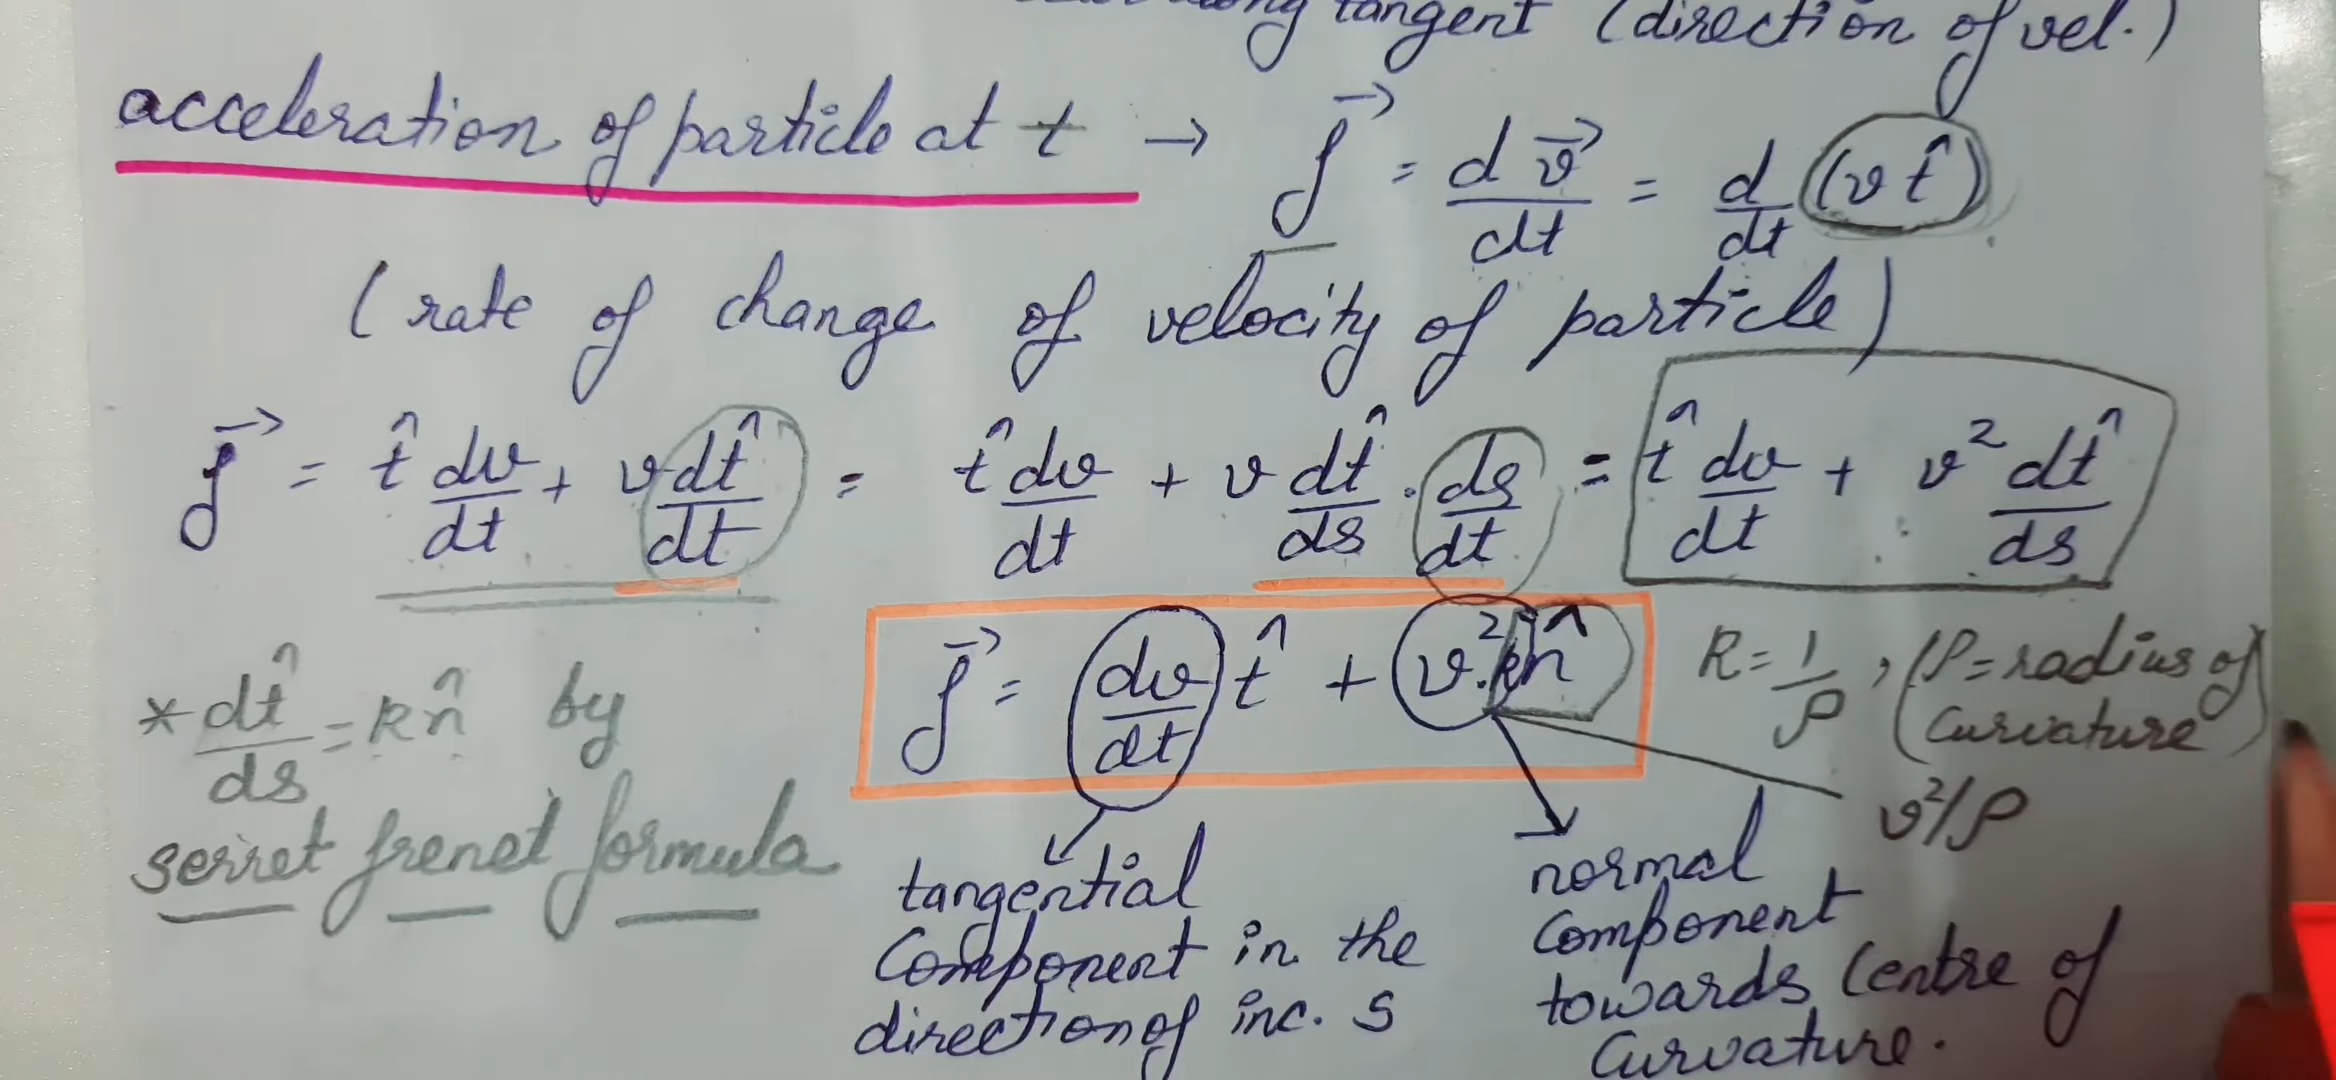 along tangent (direction of vel.)
acceleration of particle at t → f⃗ = dv⃗/dt = d/dt (v t̂)
(rate of change of velocity of particle)
f⃗ = t̂ dv/dt + v dt̂/dt = t̂ dv/dt + v dt̂/ds . ds/dt = t̂ dv/dt + v² dt̂/ds
* dt̂/ds = k n̂ by
serret frenet formula
f⃗ = (dv/dt) t̂ + v².k n̂
k = 1/ρ , (ρ = radius of
curvature)
v²/ρ
tangential
Component in the
direction of inc. s
normal
Component
towards Centre of
Curvature.